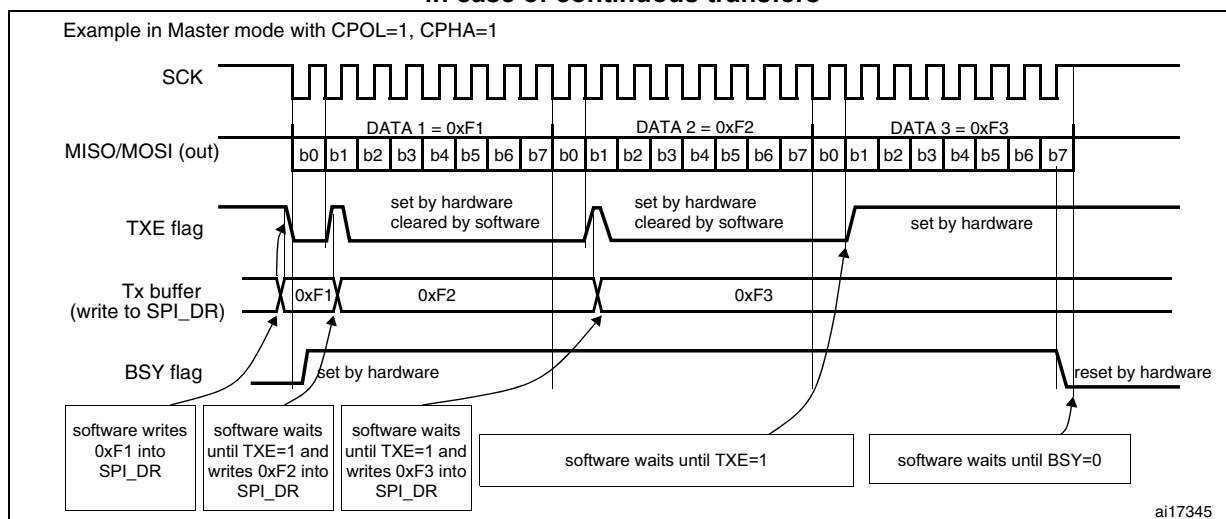 in case of continuous transfers
Example in Master mode with CPOL=1, CPHA=1
SCK
DATA 1 = 0xF1 DATA 2 = 0xF2 DATA 3 = 0xF3
MISO/MOSI (out) b0 b1 b2 b3 b4 b5 b6 b7 b0 b1 b2 b3 b4 b5 b6 b7 b0 b1 b2 b3 b4 b5 b6 b7
TXE flag
set by hardware
cleared by software
set by hardware
cleared by software
set by hardware
Tx buffer
(write to SPI_DR)
0xF1 0xF2 0xF3
BSY flag
set by hardware
reset by hardware
software writes
0xF1 into
SPI_DR
software waits
until TXE=1 and
writes 0xF2 into
SPI_DR
software waits
until TXE=1 and
writes 0xF3 into
SPI_DR
software waits until TXE=1
software waits until BSY=0
ai17345